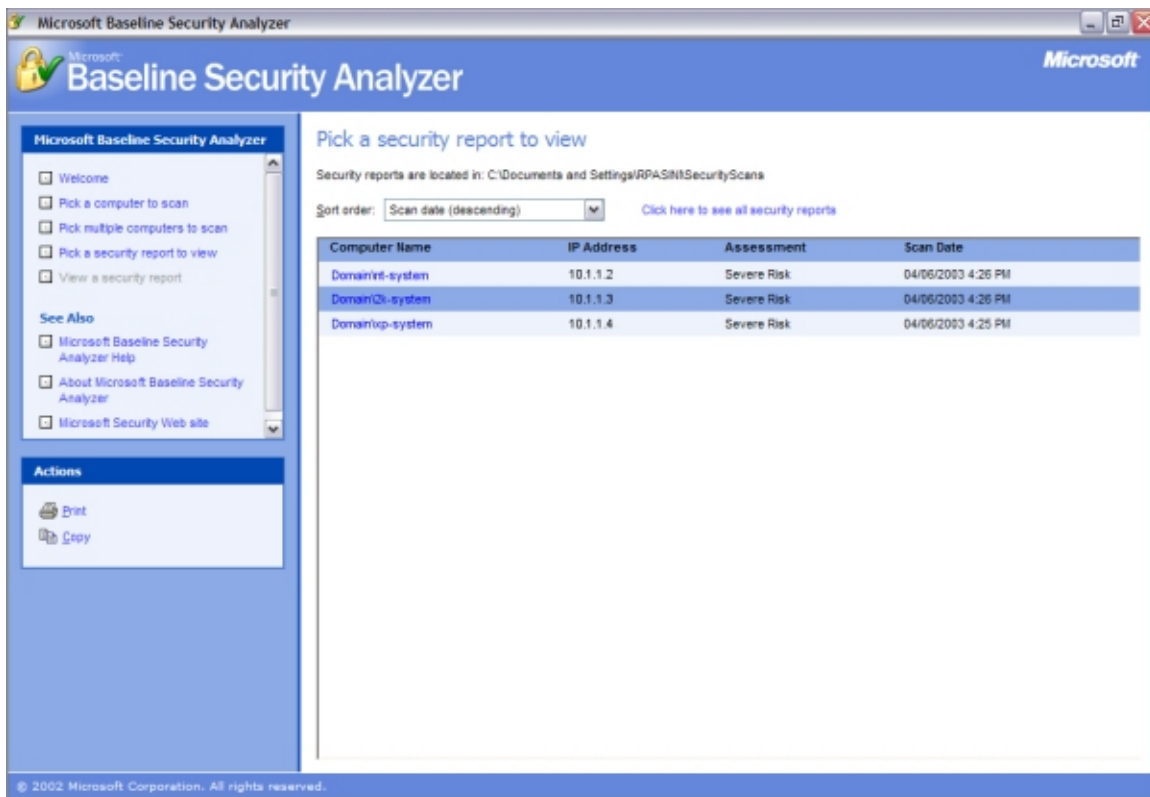 Microsoft Baseline Security Analyzer
Microsoft
Baseline Security Analyzer
Microsoft
Microsoft Baseline Security Analyzer
Welcome
Pick a computer to scan
Pick multiple computers to scan
Pick a security report to view
View a security report
See Also
Microsoft Baseline Security
Analyzer Help
About Microsoft Baseline Security
Analyzer
Microsoft Security Web site
Actions
Print
Copy
Pick a security report to view
Security reports are located in: C:\Documents and Settings\RPASINI\SecurityScans
Sort order: Scan date (descending) Click here to see all security reports
Computer Name IP Address Assessment Scan Date
Domain\nt-system 10.1.1.2 Severe Risk 04/06/2003 4:26 PM
Domain\2k-system 10.1.1.3 Severe Risk 04/06/2003 4:26 PM
Domain\xp-system 10.1.1.4 Severe Risk 04/06/2003 4:25 PM
© 2002 Microsoft Corporation. All rights reserved.